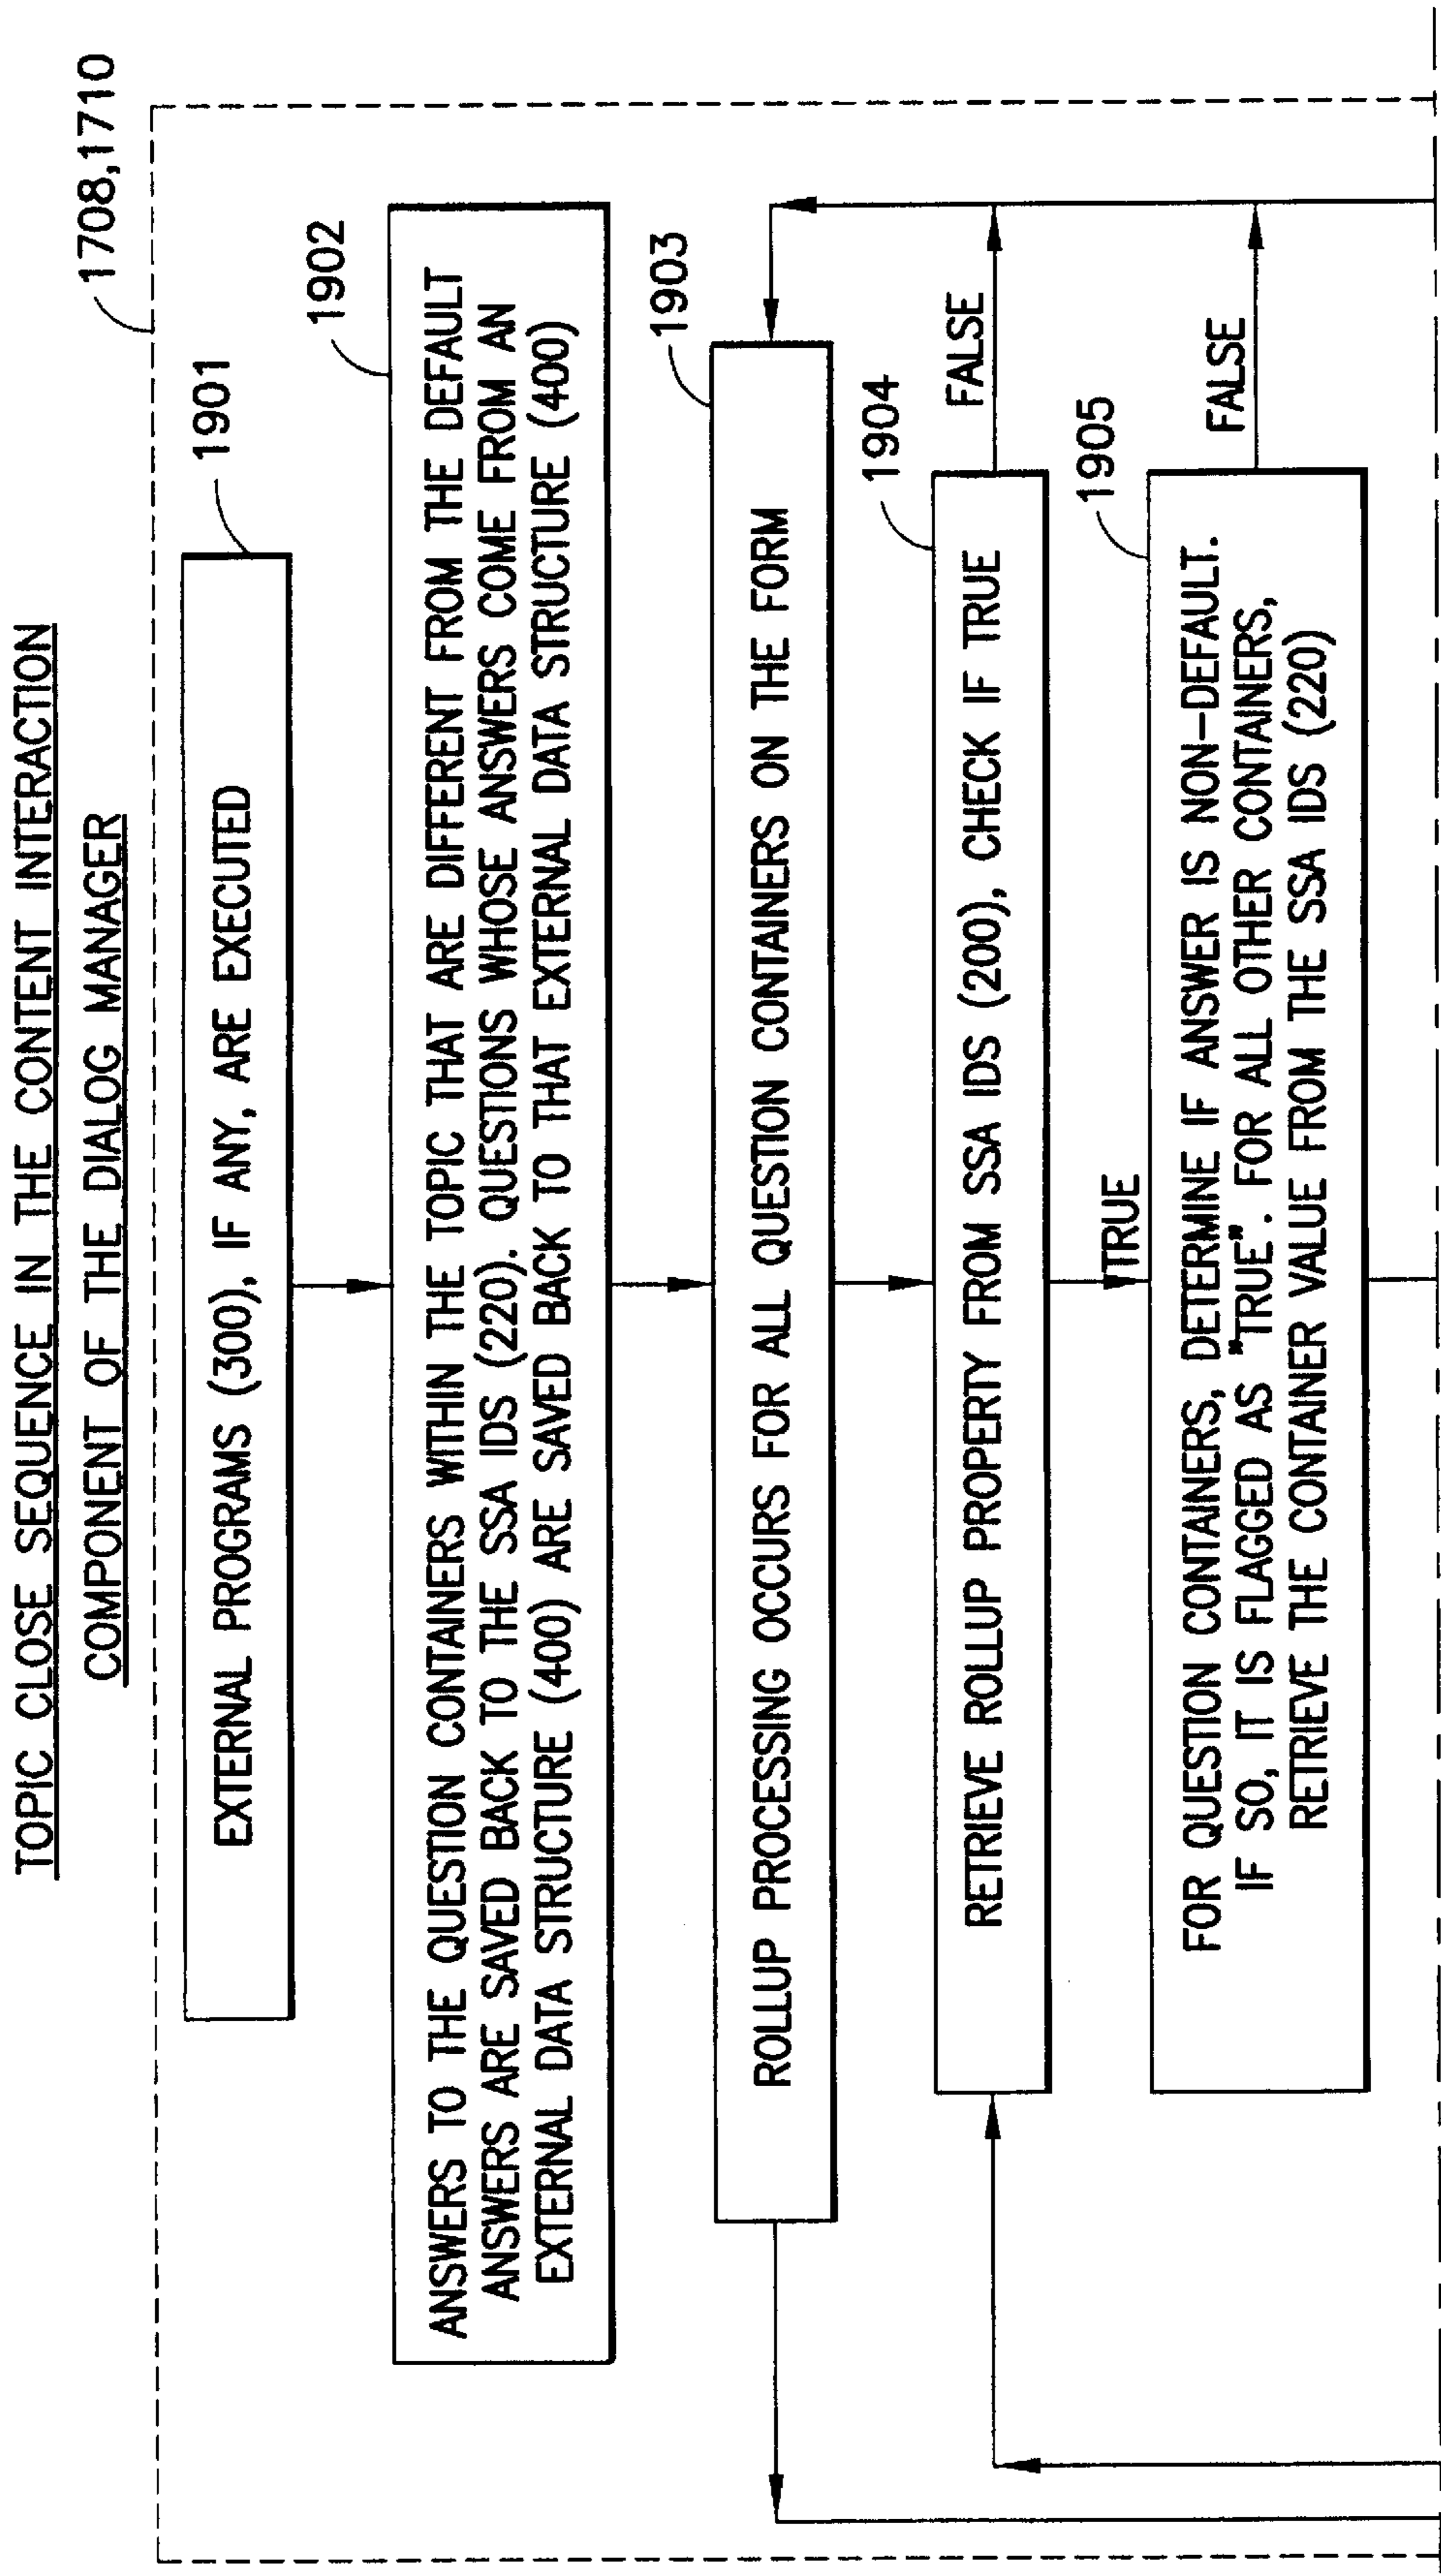 TOPIC CLOSE SEQUENCE IN THE CONTENT INTERACTION
COMPONENT OF THE DIALOG MANAGER
1708,1710
1901
EXTERNAL PROGRAMS (300), IF ANY, ARE EXECUTED
1902
ANSWERS TO THE QUESTION CONTAINERS WITHIN THE TOPIC THAT ARE DIFFERENT FROM THE DEFAULT
ANSWERS ARE SAVED BACK TO THE SSA IDS (220). QUESTIONS WHOSE ANSWERS COME FROM AN
EXTERNAL DATA STRUCTURE (400) ARE SAVED BACK TO THAT EXTERNAL DATA STRUCTURE (400)
1903
ROLLUP PROCESSING OCCURS FOR ALL QUESTION CONTAINERS ON THE FORM
1904
RETRIEVE ROLLUP PROPERTY FROM SSA IDS (200), CHECK IF TRUE
FALSE
TRUE
1905
FOR QUESTION CONTAINERS, DETERMINE IF ANSWER IS NON-DEFAULT.
IF SO, IT IS FLAGGED AS "TRUE". FOR ALL OTHER CONTAINERS,
RETRIEVE THE CONTAINER VALUE FROM THE SSA IDS (220)
FALSE